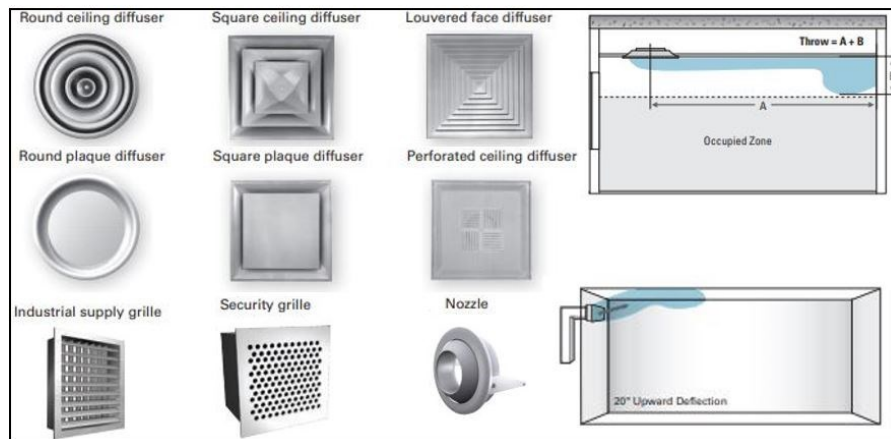 Round ceiling diffuser
Square ceiling diffuser
Louvered face diffuser
Round plaque diffuser
Square plaque diffuser
Perforated ceiling diffuser
Industrial supply grille
Security grille
Nozzle
Throw = A + B
A
Occupied Zone
20° Upward Deflection